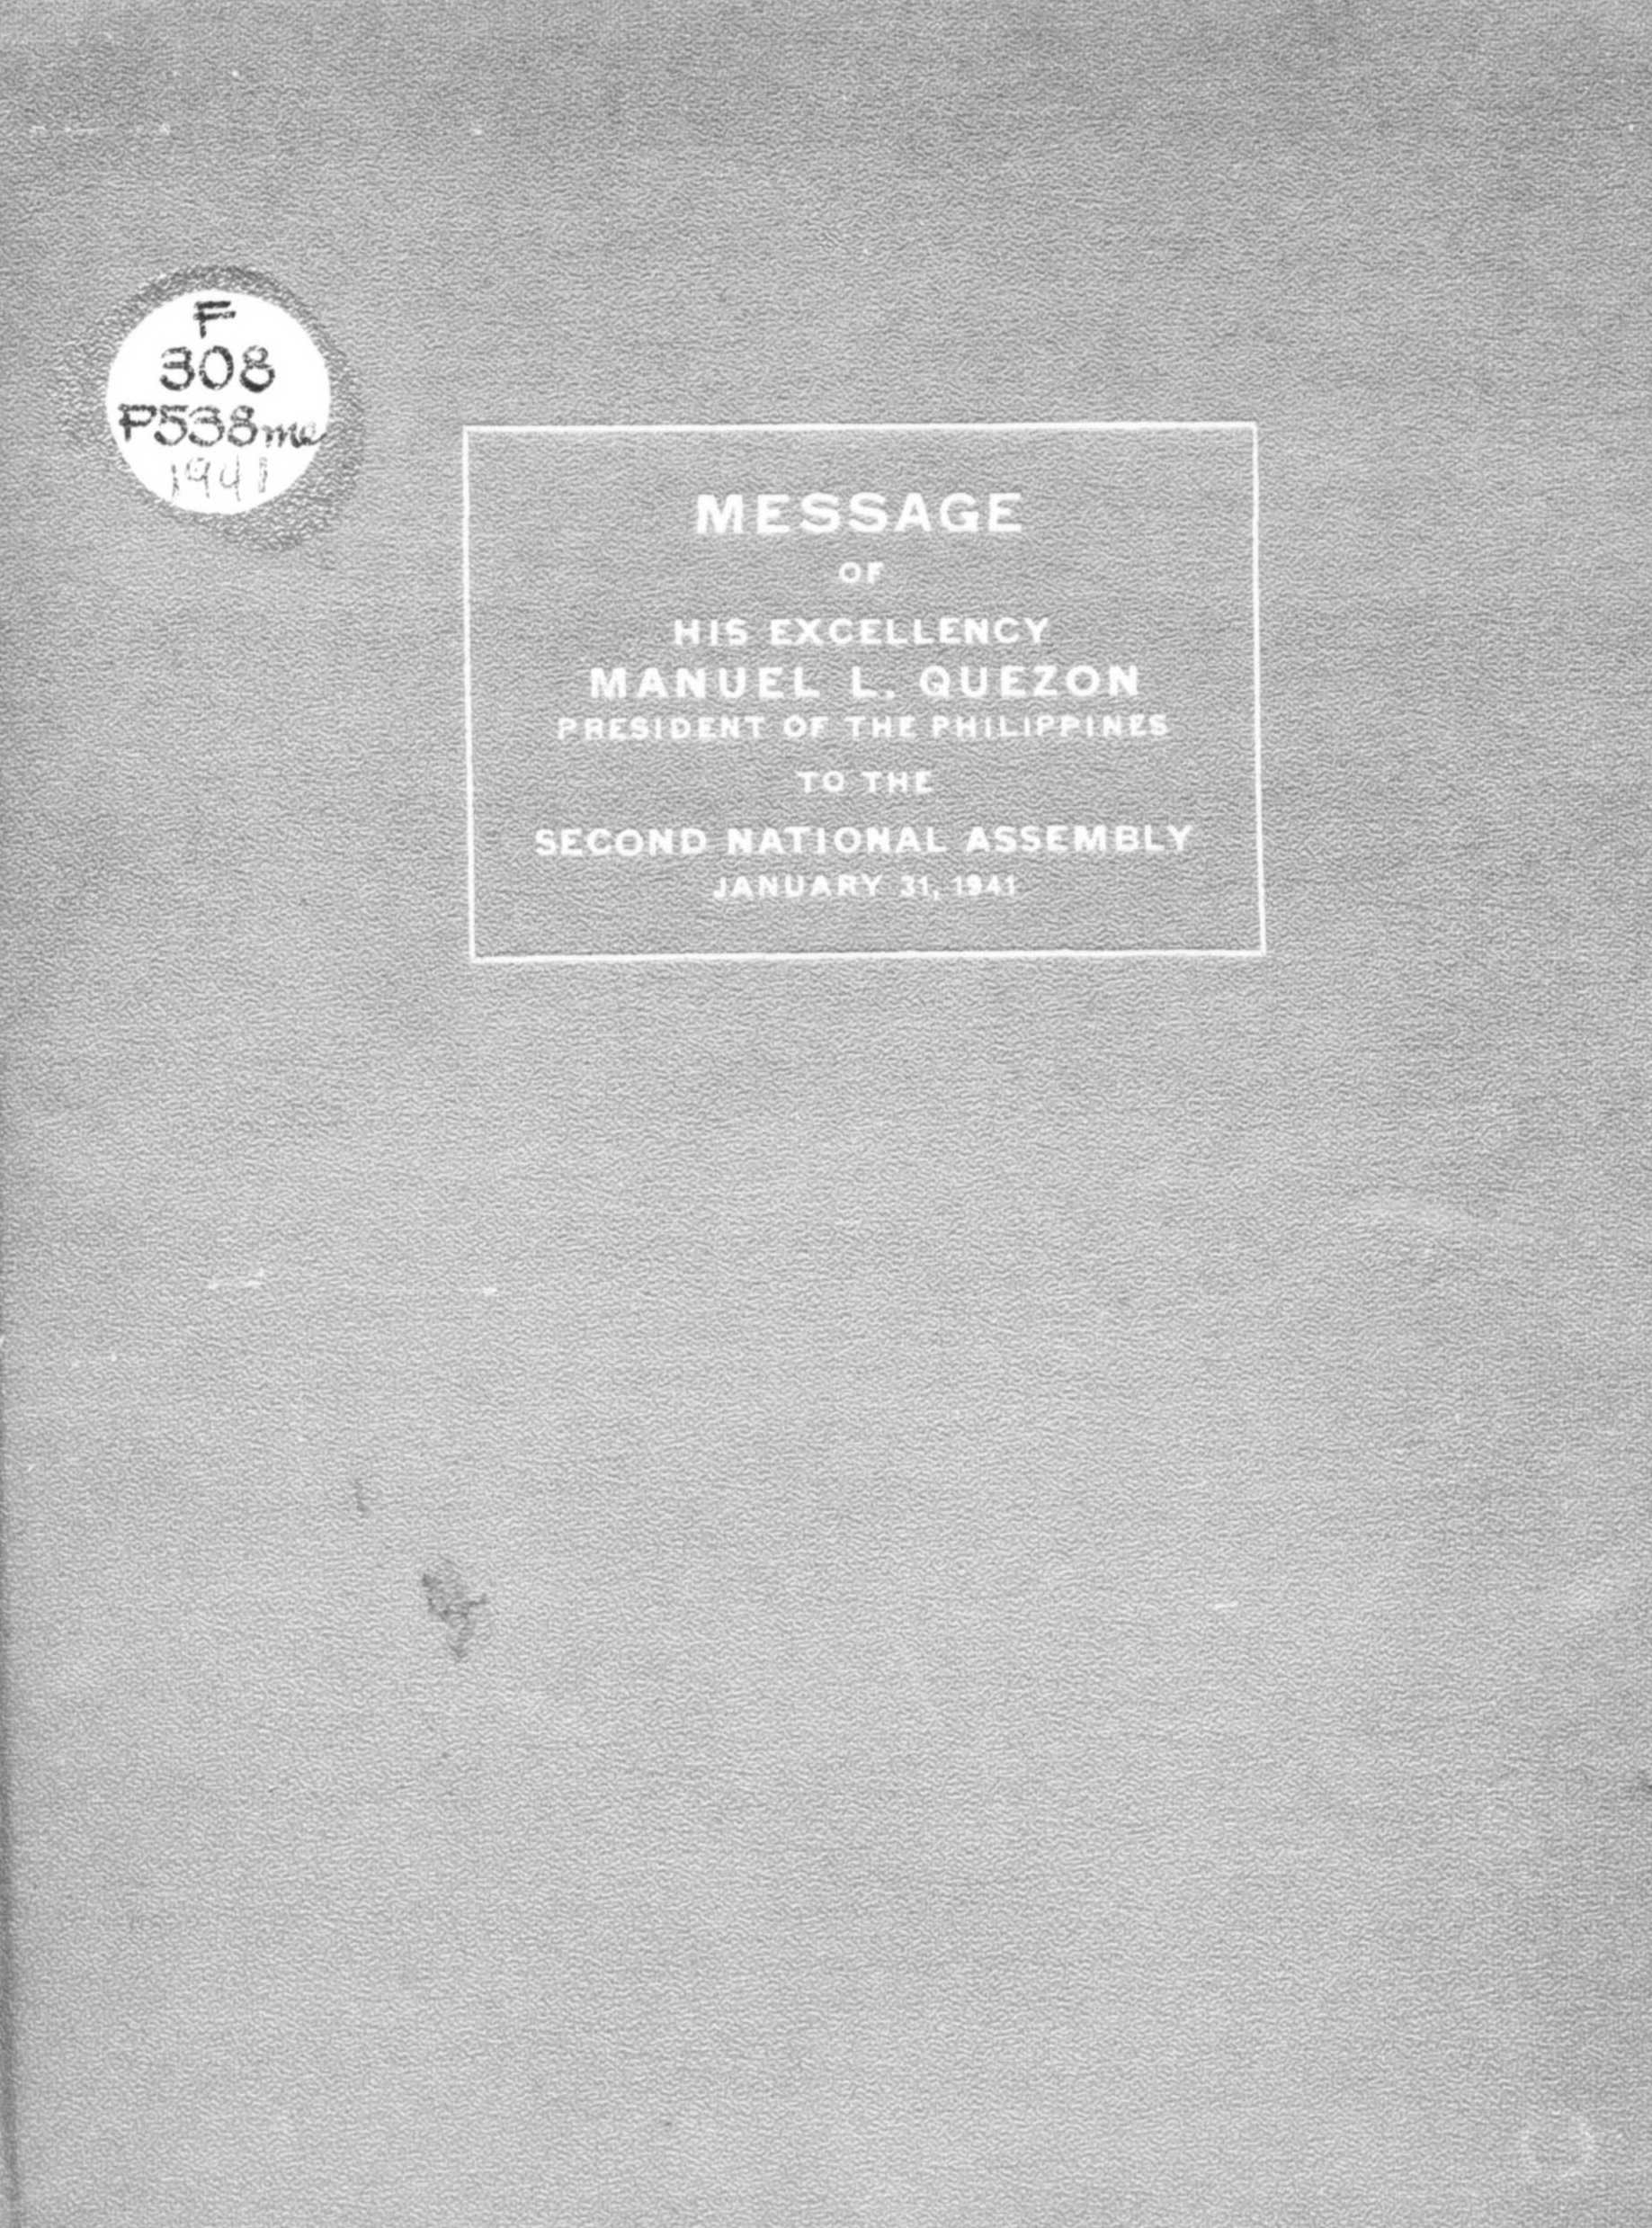 F
308
P538me
1941
MESSAGE
OF
HIS EXCELLENCY
MANUEL L. QUEZON
PRESIDENT OF THE PHILIPPINES
TO THE
SECOND NATIONAL ASSEMBLY
JANUARY 31, 1941